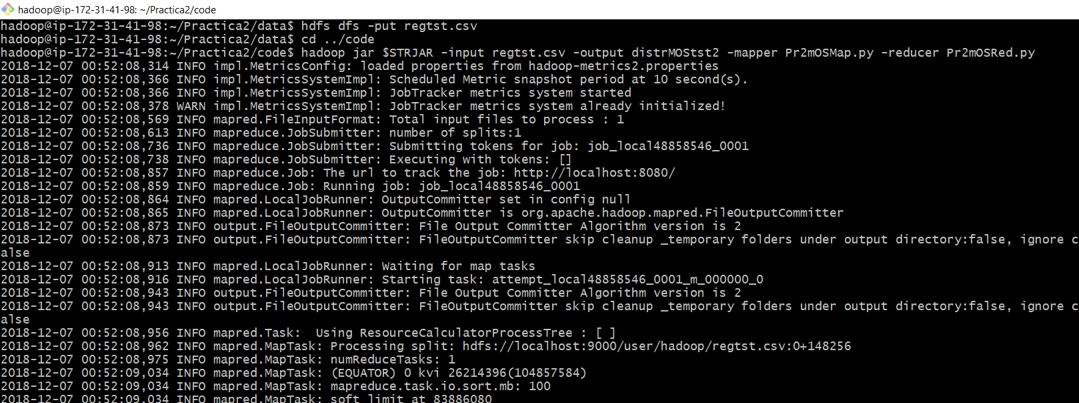 hadoop@ip-172-31-41-98: ~/Practica2/code
hadoop@ip-172-31-41-98:~/Practica2/data$ hdfs dfs -put regtst.csv
hadoop@ip-172-31-41-98:~/Practica2/data$ cd ../code
hadoop@ip-172-31-41-98:~/Practica2/code$ hadoop jar $STRJAR -input regtst.csv -output distrMOStst2 -mapper Pr2mOSMap.py -reducer Pr2mOSRed.py
2018-12-07 00:52:08,314 INFO impl.MetricsConfig: loaded properties from hadoop-metrics2.properties
2018-12-07 00:52:08,366 INFO impl.MetricsSystemImpl: Scheduled Metric snapshot period at 10 second(s).
2018-12-07 00:52:08,366 INFO impl.MetricsSystemImpl: JobTracker metrics system started
2018-12-07 00:52:08,378 WARN impl.MetricsSystemImpl: JobTracker metrics system already initialized!
2018-12-07 00:52:08,569 INFO mapred.FileInputFormat: Total input files to process : 1
2018-12-07 00:52:08,613 INFO mapreduce.JobSubmitter: number of splits:1
2018-12-07 00:52:08,736 INFO mapreduce.JobSubmitter: Submitting tokens for job: job_local48858546_0001
2018-12-07 00:52:08,738 INFO mapreduce.JobSubmitter: Executing with tokens: []
2018-12-07 00:52:08,857 INFO mapreduce.Job: The url to track the job: http://localhost:8080/
2018-12-07 00:52:08,859 INFO mapreduce.Job: Running job: job_local48858546_0001
2018-12-07 00:52:08,864 INFO mapred.LocalJobRunner: OutputCommitter set in config null
2018-12-07 00:52:08,865 INFO mapred.LocalJobRunner: OutputCommitter is org.apache.hadoop.mapred.FileOutputCommitter
2018-12-07 00:52:08,873 INFO output.FileOutputCommitter: File Output Committer Algorithm version is 2
2018-12-07 00:52:08,873 INFO output.FileOutputCommitter: FileOutputCommitter skip cleanup _temporary folders under output directory:false, ignore c
alse
2018-12-07 00:52:08,913 INFO mapred.LocalJobRunner: Waiting for map tasks
2018-12-07 00:52:08,916 INFO mapred.LocalJobRunner: Starting task: attempt_local48858546_0001_m_000000_0
2018-12-07 00:52:08,943 INFO output.FileOutputCommitter: File Output Committer Algorithm version is 2
2018-12-07 00:52:08,943 INFO output.FileOutputCommitter: FileOutputCommitter skip cleanup _temporary folders under output directory:false, ignore c
alse
2018-12-07 00:52:08,956 INFO mapred.Task:  Using ResourceCalculatorProcessTree : [ ]
2018-12-07 00:52:08,962 INFO mapred.MapTask: Processing split: hdfs://localhost:9000/user/hadoop/regtst.csv:0+148256
2018-12-07 00:52:08,975 INFO mapred.MapTask: numReduceTasks: 1
2018-12-07 00:52:09,034 INFO mapred.MapTask: (EQUATOR) 0 kvi 26214396(104857584)
2018-12-07 00:52:09,034 INFO mapred.MapTask: mapreduce.task.io.sort.mb: 100
2018-12-07 00:52:09,034 INFO mapred.MapTask: soft limit at 83886080